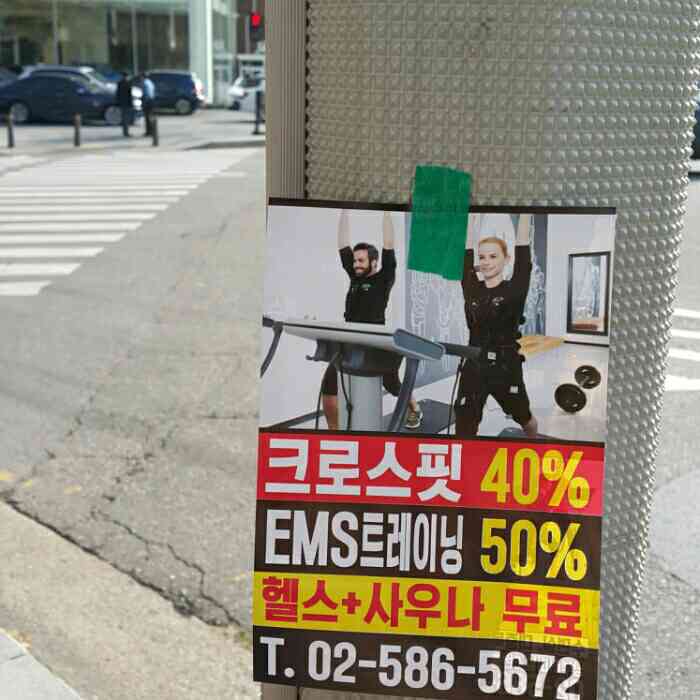 크로스핏 40%
EMS트레이닝 50%
헬스+사우나 무료
T. 02-586-5672